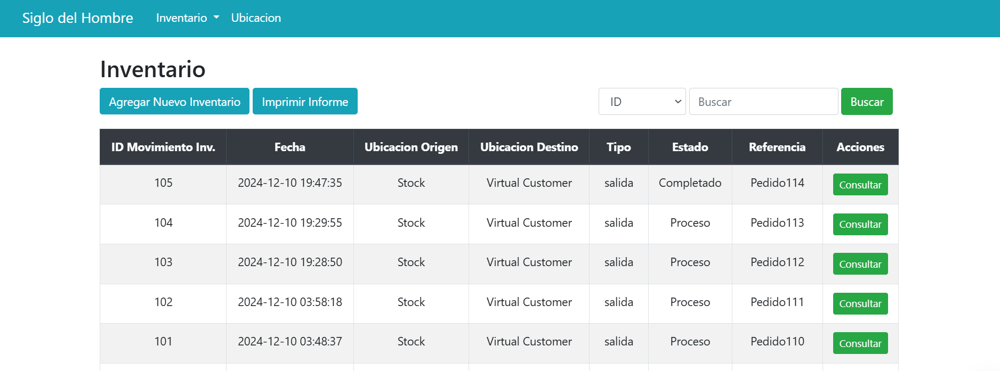 Siglo del Hombre Inventario Ubicacion
Inventario
Agregar Nuevo Inventario Imprimir Informe ID Buscar Buscar
ID Movimiento Inv. Fecha Ubicacion Origen Ubicacion Destino Tipo Estado Referencia Acciones
105 2024-12-10 19:47:35 Stock Virtual Customer salida Completado Pedido114 Consultar
104 2024-12-10 19:29:55 Stock Virtual Customer salida Proceso Pedido113 Consultar
103 2024-12-10 19:28:50 Stock Virtual Customer salida Proceso Pedido112 Consultar
102 2024-12-10 03:58:18 Stock Virtual Customer salida Proceso Pedido111 Consultar
101 2024-12-10 03:48:37 Stock Virtual Customer salida Proceso Pedido110 Consultar